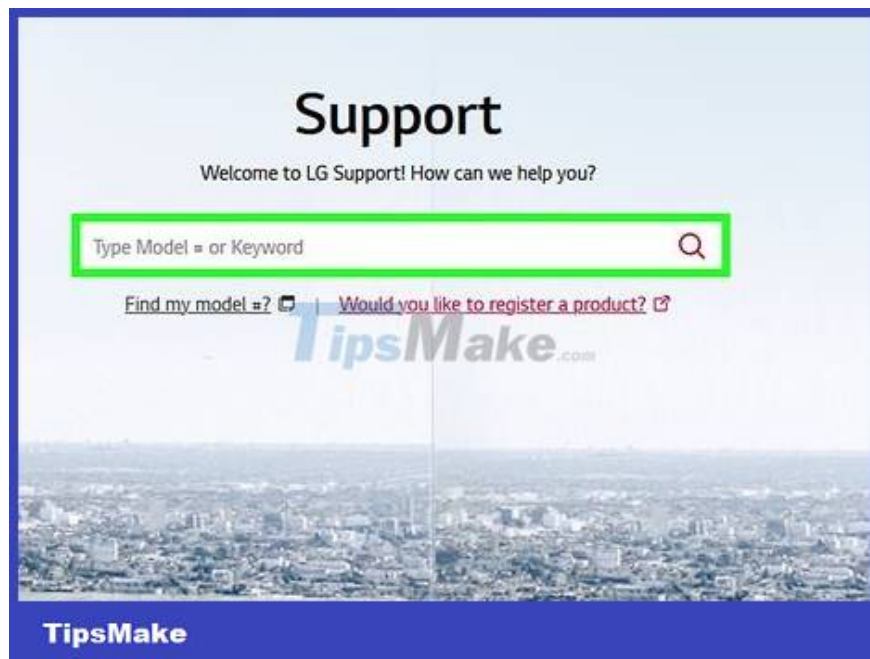 Support
Welcome to LG Support! How can we help you?
Type Model = or Keyword
Find my model =? | Would you like to register a product?
TipsMake.com
TipsMake